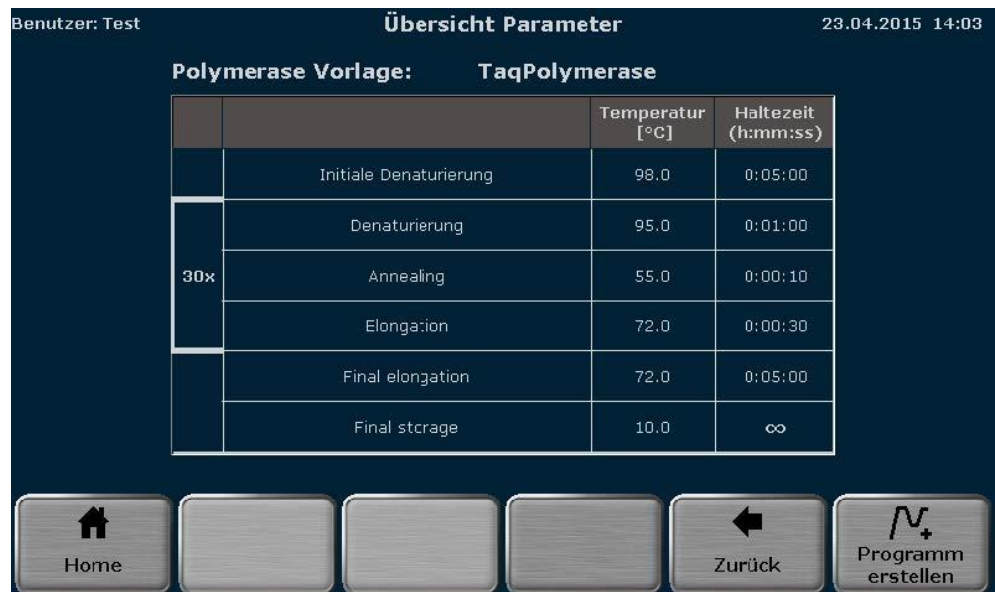 Benutzer: Test Übersicht Parameter 23.04.2015 14:03
Polymerase Vorlage: TaqPolymerase
Temperatur [°C] Haltezeit (h:mm:ss)
Initiale Denaturierung 98.0 0:05:00
Denaturierung 95.0 0:01:00
30x Annealing 55.0 0:00:10
Elongation 72.0 0:00:30
Final elongation 72.0 0:05:00
Final storage 10.0 ∞
Home Zurück Programm erstellen